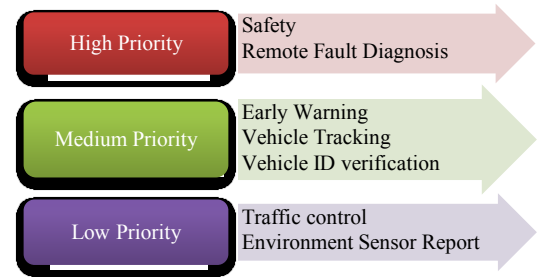 High Priority
Safety
Remote Fault Diagnosis
Medium Priority
Early Warning
Vehicle Tracking
Vehicle ID verification
Low Priority
Traffic control
Environment Sensor Report